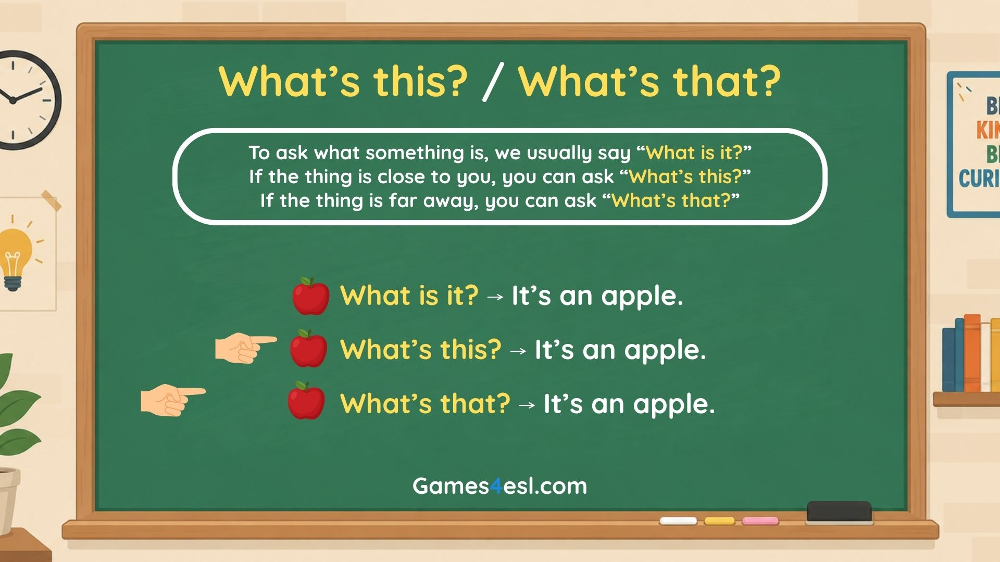 What’s this? / What’s that?
To ask what something is, we usually say “What is it?”
If the thing is close to you, you can ask “What’s this?”
If the thing is far away, you can ask “What’s that?”
What is it? → It’s an apple.
What’s this? → It’s an apple.
What’s that? → It’s an apple.
Games4esl.com